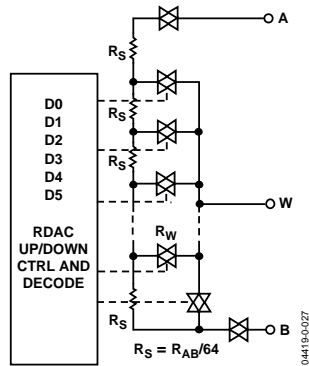 A
RS
D0
D1
D2
D3
D4
D5
RDAC
UP/DOWN
CTRL AND
DECODE
RS
RS
W
RW
RS
RS = RAB/64
B
04419-0-027